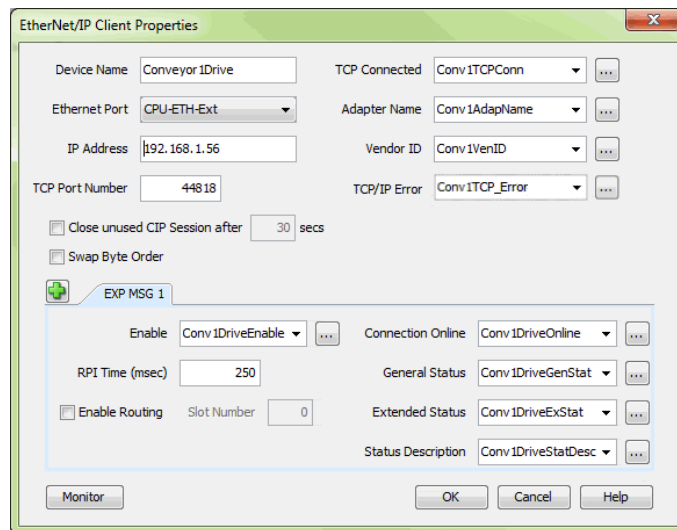 EtherNet/IP Client Properties
Device Name Conveyor1Drive TCP Connected Conv1TCPConn ...
Ethernet Port CPU-ETH-Ext Adapter Name Conv1AdapName ...
IP Address 192.168.1.56 Vendor ID Conv1VenID ...
TCP Port Number 44818 TCP/IP Error Conv1TCP_Error ...
Close unused CIP Session after 30 secs
Swap Byte Order
EXP MSG 1
Enable Conv1DriveEnable ... Connection Online Conv1DriveOnline ...
RPI Time (msec) 250 General Status Conv1DriveGenStat ...
Enable Routing Slot Number 0 Extended Status Conv1DriveExStat ...
Status Description Conv1DriveStatDesc ...
Monitor OK Cancel Help